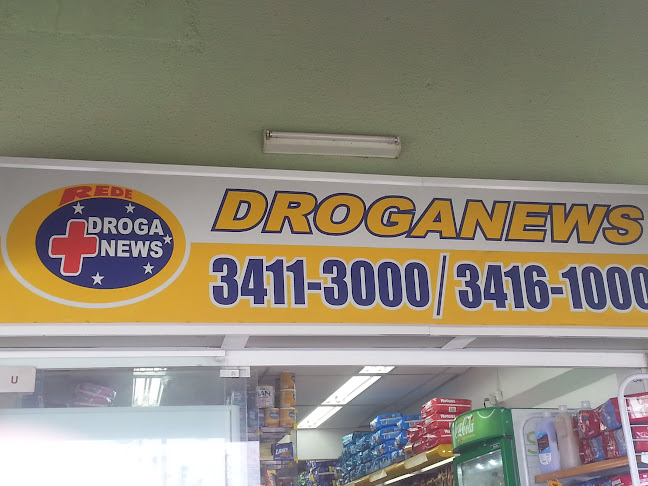 REDE
DROGA
NEWS
DROGANEWS
3411-3000 / 3416-1000
U